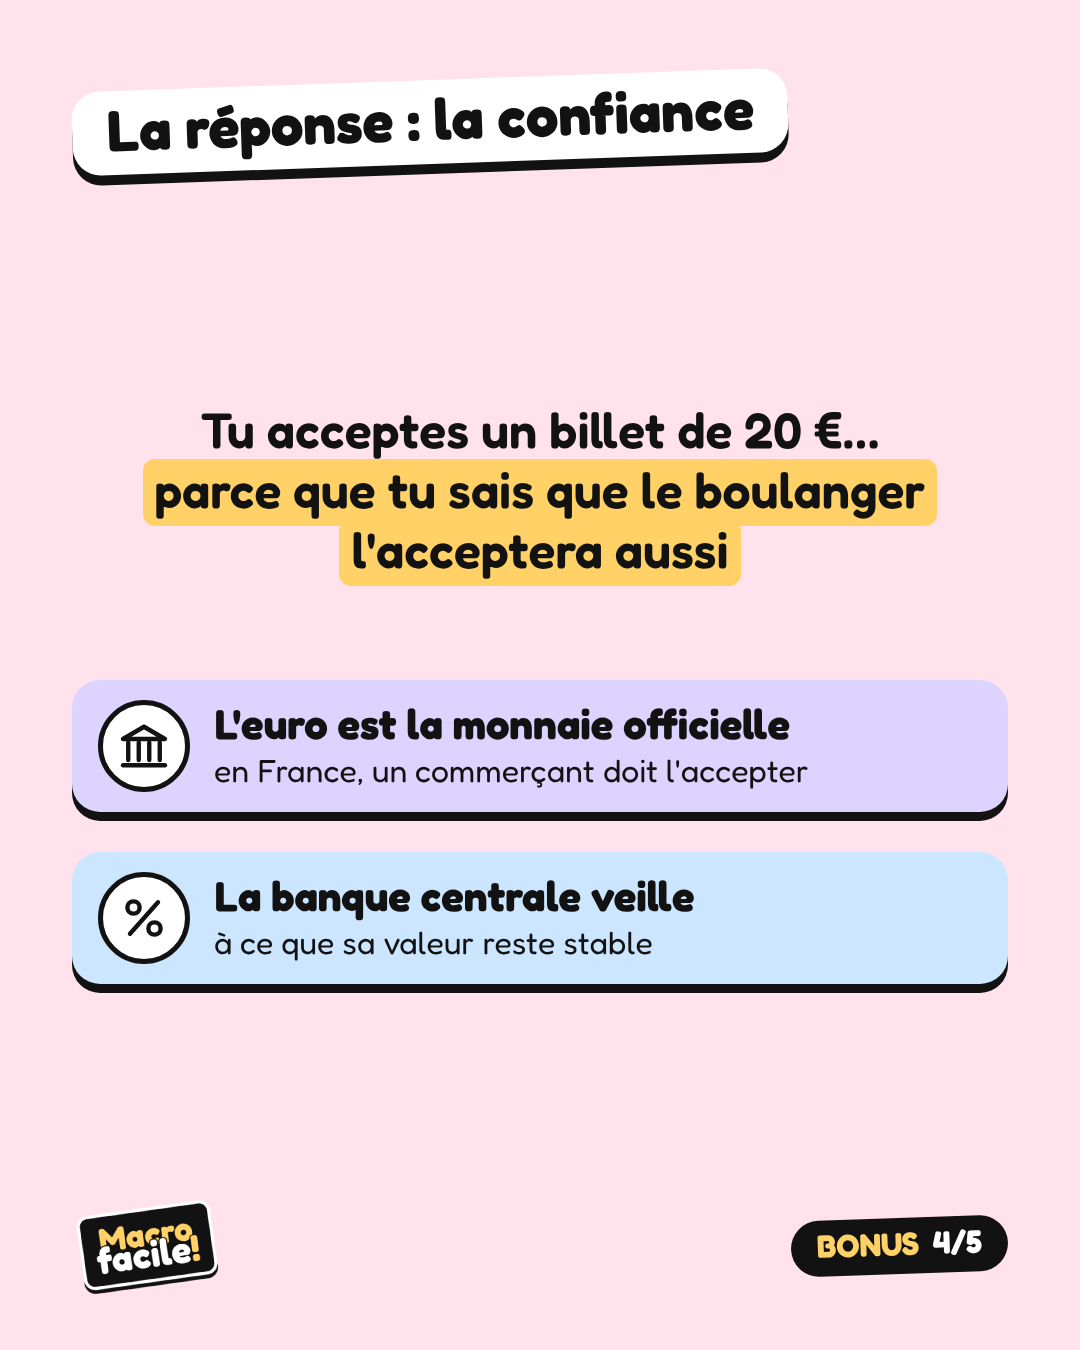 La réponse : la confiance
Tu acceptes un billet de 20 €...
parce que tu sais que le boulanger
l'acceptera aussi
L'euro est la monnaie officielle
en France, un commerçant doit l'accepter
La banque centrale veille
à ce que sa valeur reste stable
Macro
facile!
BONUS 4/5